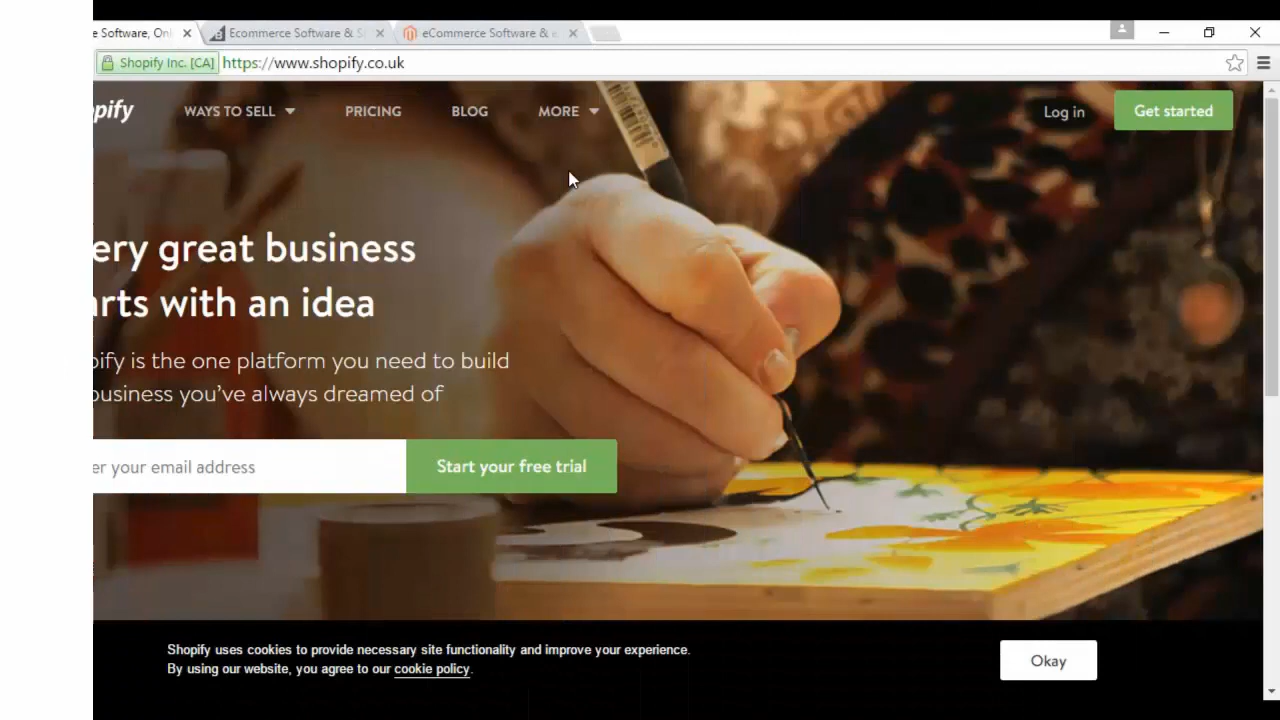 e Software, Onl
Ecommerce Software & S
eCommerce Software & e
Shopify Inc. [CA] https://www.shopify.co.uk
opify WAYS TO SELL PRICING BLOG MORE Log in Get started
ery great business
arts with an idea
pify is the one platform you need to build
business you've always dreamed of
er your email address Start your free trial
Shopify uses cookies to provide necessary site functionality and improve your experience.
By using our website, you agree to our cookie policy.
Okay